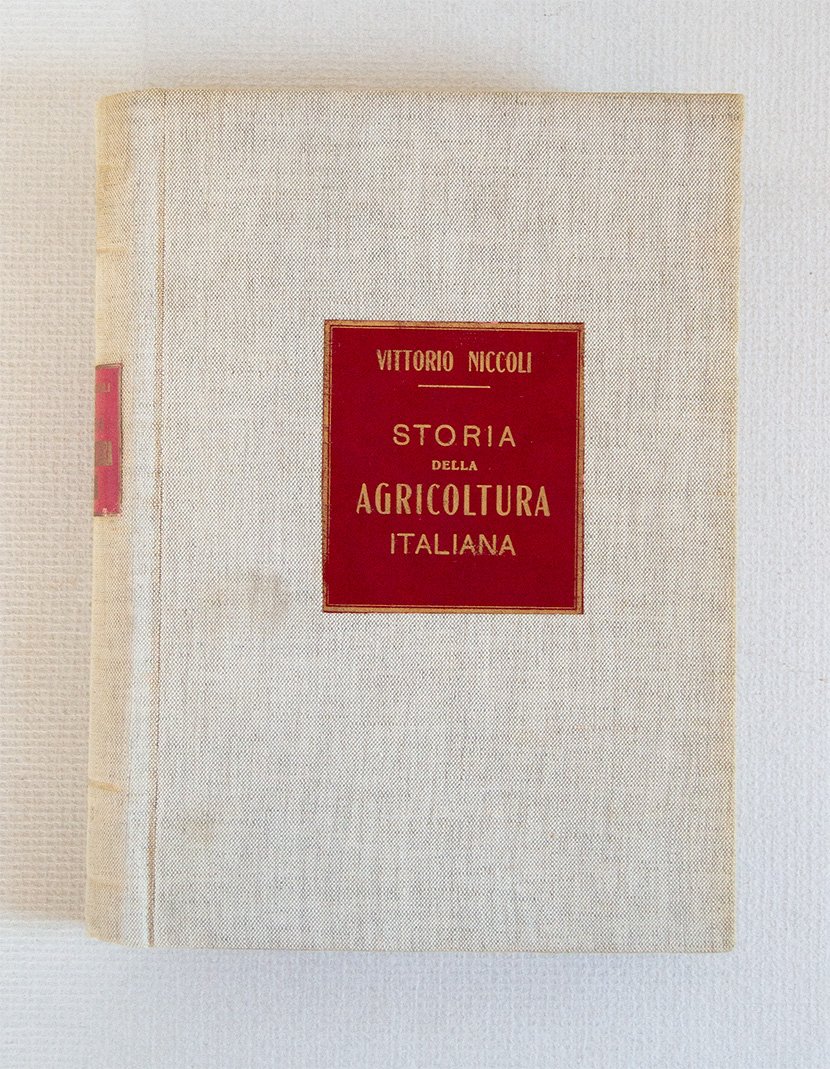 VITTORIO NICCOLI
STORIA
DELLA
AGRICOLTURA
ITALIANA